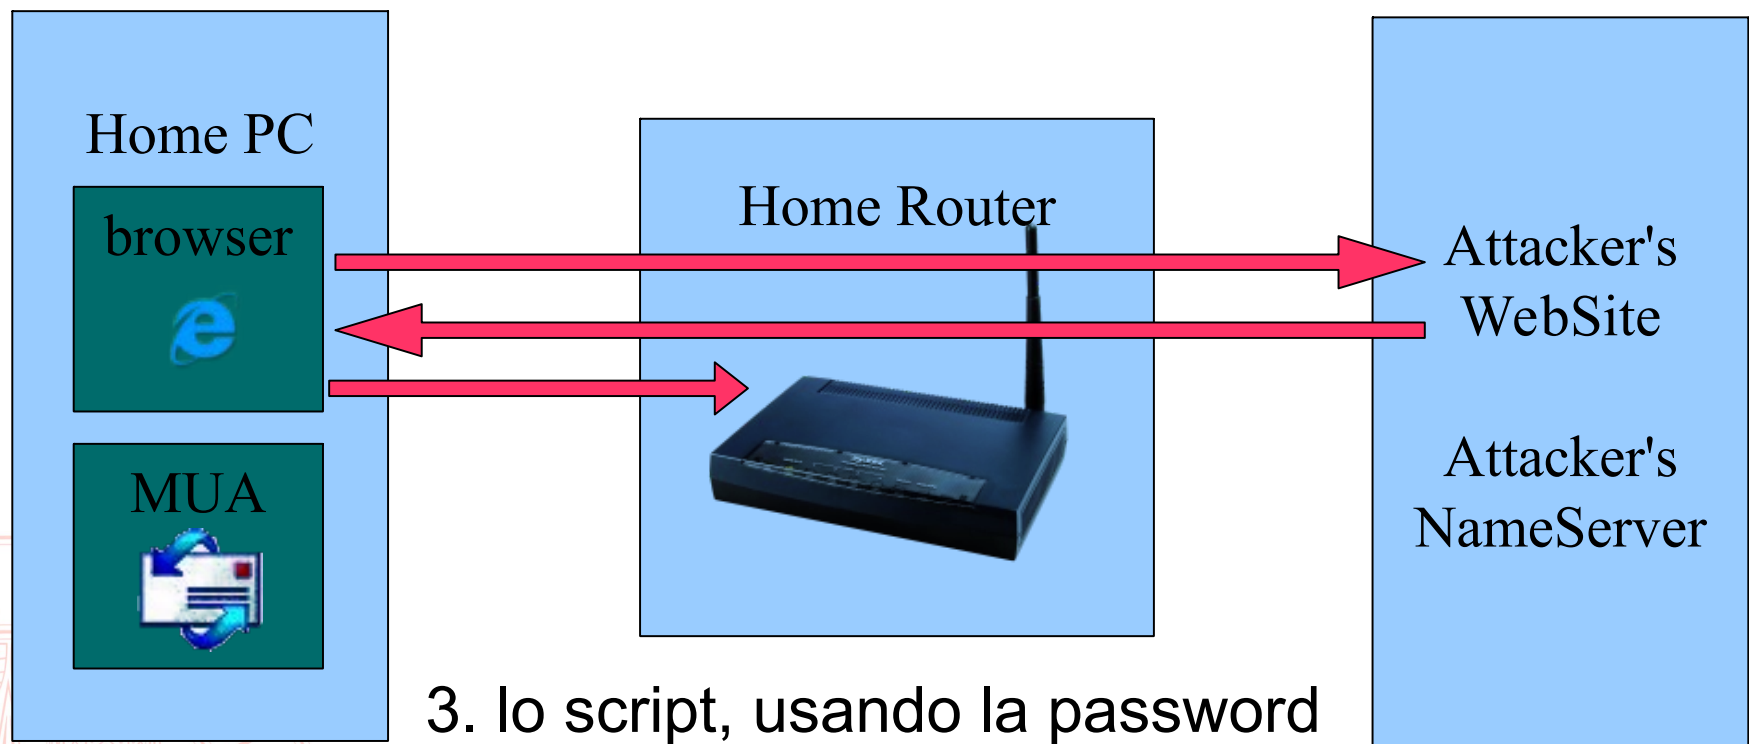 Home PC
browser
MUA
Home Router
Attacker's
WebSite
Attacker's
NameServer
3. lo script, usando la password